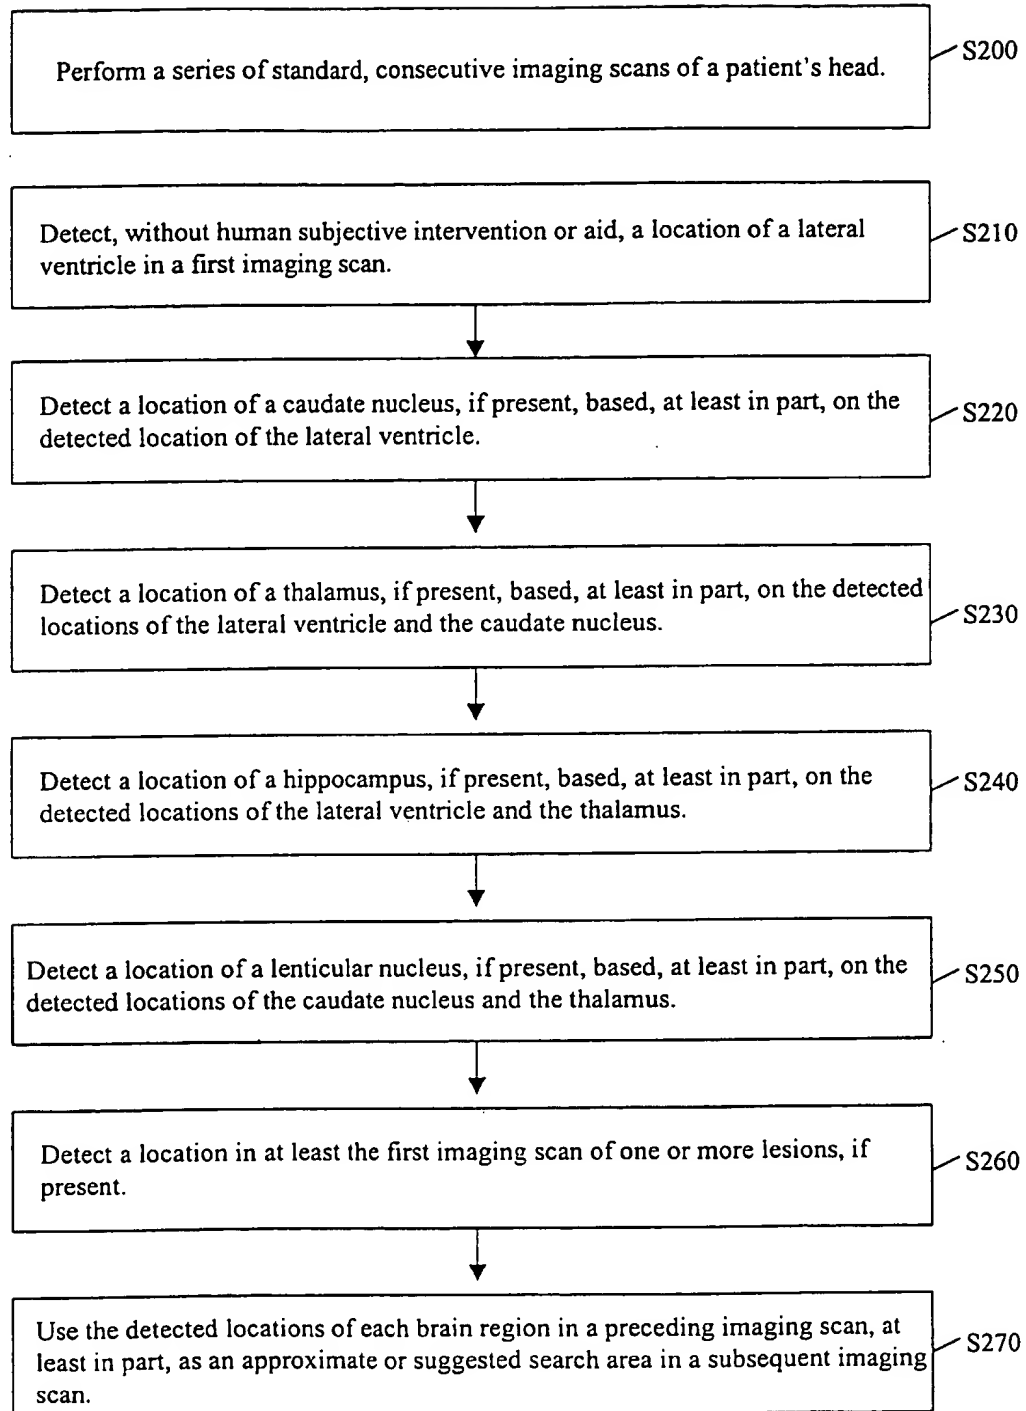 Perform a series of standard, consecutive imaging scans of a patient's head.
S200
Detect, without human subjective intervention or aid, a location of a lateral
ventricle in a first imaging scan.
S210
Detect a location of a caudate nucleus, if present, based, at least in part, on the
detected location of the lateral ventricle.
S220
Detect a location of a thalamus, if present, based, at least in part, on the detected
locations of the lateral ventricle and the caudate nucleus.
S230
Detect a location of a hippocampus, if present, based, at least in part, on the
detected locations of the lateral ventricle and the thalamus.
S240
Detect a location of a lenticular nucleus, if present, based, at least in part, on the
detected locations of the caudate nucleus and the thalamus.
S250
Detect a location in at least the first imaging scan of one or more lesions, if
present.
S260
Use the detected locations of each brain region in a preceding imaging scan, at
least in part, as an approximate or suggested search area in a subsequent imaging
scan.
S270